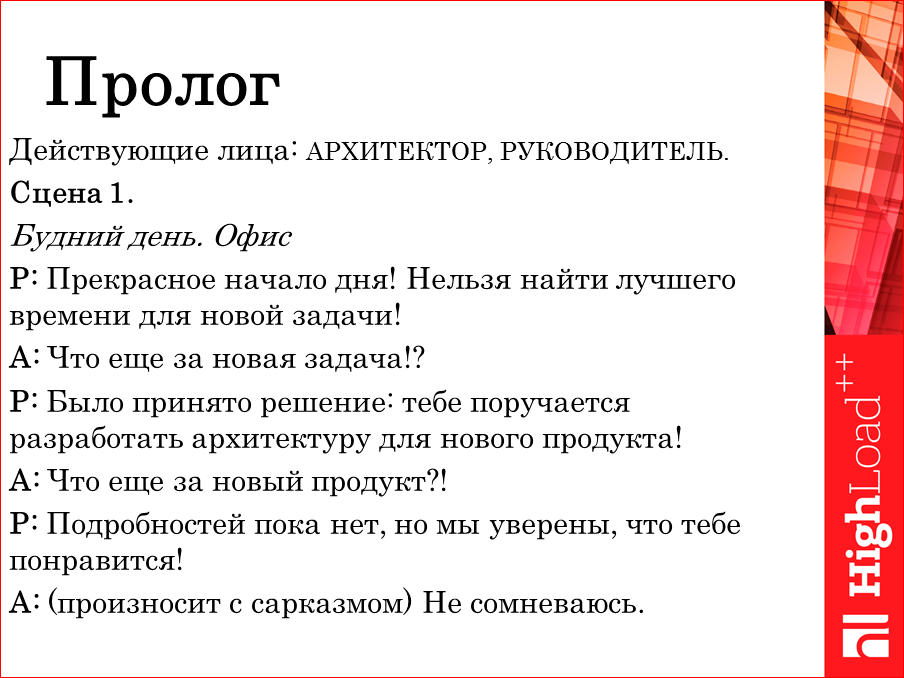 Пролог
Действующие лица: АРХИТЕКТОР, РУКОВОДИТЕЛЬ.
Сцена 1.
Будний день. Офис
Р: Прекрасное начало дня! Нельзя найти лучшего
времени для новой задачи!
А: Что еще за новая задача!?
Р: Было принято решение: тебе поручается
разработать архитектуру для нового продукта!
А: Что еще за новый продукт?!
Р: Подробностей пока нет, но мы уверены, что тебе
понравится!
А: (произносит с сарказмом) Не сомневаюсь.
hl HighLoad++